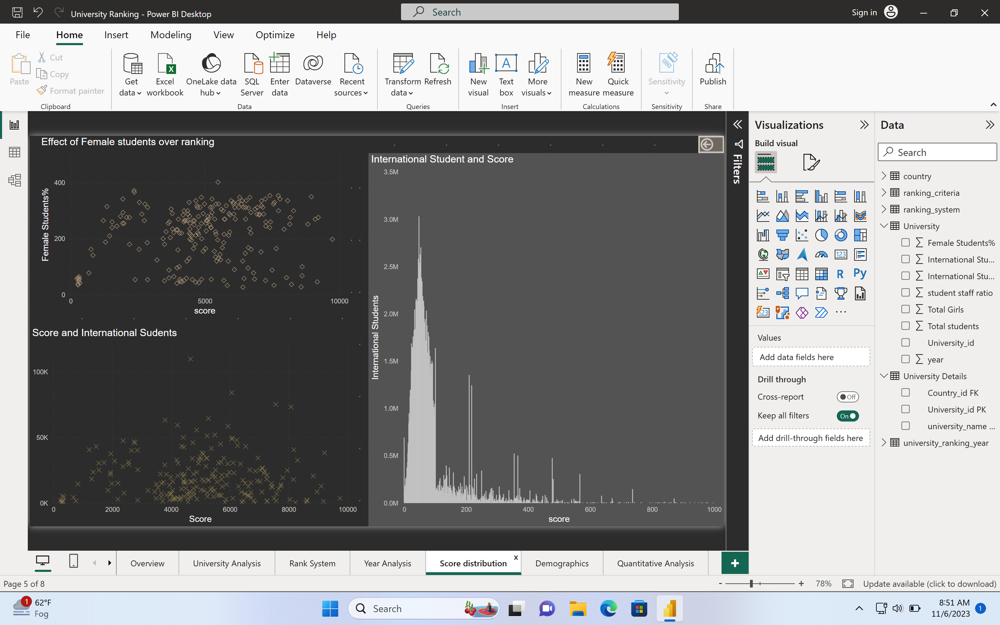 University Ranking - Power BI Desktop
Search
Sign in
File Home Insert Modeling View Optimize Help
Paste
Cut
Copy
Format painter
Clipboard
Get data
Excel workbook
OneLake data hub
SQL Server
Enter data
Dataverse
Recent sources
Data
Transform data
Refresh
Queries
New visual
Text box
More visuals
Insert
New measure
Quick measure
Calculations
Sensitivity
Sensitivity
Publish
Share
Effect of Female students over ranking
Female Students%
400
200
0
0 5000 10000
score
Score and International Sudents
100K
50K
0K
0 2000 4000 6000 8000 10000
Score
International Student and Score
International Students
3.5M
3.0M
2.5M
2.0M
1.5M
1.0M
0.5M
0.0M
0 200 400 600 800 1000
score
Filters
Visualizations
Build visual
123
R
Py
123
Values
Add data fields here
Drill through
Cross-report
Off
Keep all filters
On
Add drill-through fields here
Data
Search
country
ranking_criteria
ranking_system
University
Female Students%
International Stu...
International Stu...
student staff ratio
Total Girls
Total students
University_id
year
University Details
Country_id FK
University_id PK
university_name ...
university_ranking_year
Overview
University Analysis
Rank System
Year Analysis
Score distribution
x
Demographics
Quantitative Analysis
+
Page 5 of 8
- + 78%
Update available (click to download)
1
62°F
Fog
Search
8:51 AM
11/6/2023
1